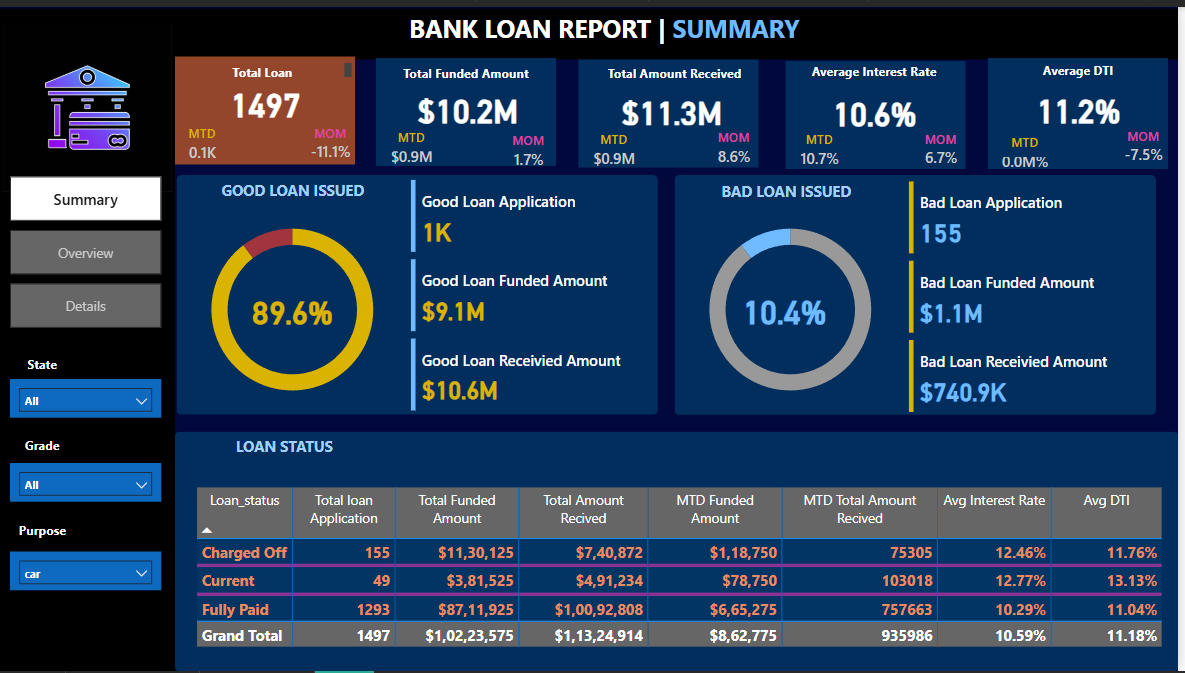 BANK LOAN REPORT | SUMMARY
Total Loan
1497
MTD MOM
0.1K -11.1%
Total Funded Amount
$10.2M
MTD MOM
$0.9M 1.7%
Total Amount Received
$11.3M
MTD MOM
$0.9M 8.6%
Average Interest Rate
10.6%
MTD MOM
10.7% 6.7%
Average DTI
11.2%
MTD MOM
0.0M% -7.5%
Summary
Overview
Details
State
All
Grade
All
Purpose
car
GOOD LOAN ISSUED
89.6%
Good Loan Application
1K
Good Loan Funded Amount
$9.1M
Good Loan Receivied Amount
$10.6M
BAD LOAN ISSUED
10.4%
Bad Loan Application
155
Bad Loan Funded Amount
$1.1M
Bad Loan Receivied Amount
$740.9K
LOAN STATUS
Loan_status Total loan Application Total Funded Amount Total Amount Recived MTD Funded Amount MTD Total Amount Recived Avg Interest Rate Avg DTI
Charged Off 155 $11,30,125 $7,40,872 $1,18,750 75305 12.46% 11.76%
Current 49 $3,81,525 $4,91,234 $78,750 103018 12.77% 13.13%
Fully Paid 1293 $87,11,925 $1,00,92,808 $6,65,275 757663 10.29% 11.04%
Grand Total 1497 $1,02,23,575 $1,13,24,914 $8,62,775 935986 10.59% 11.18%